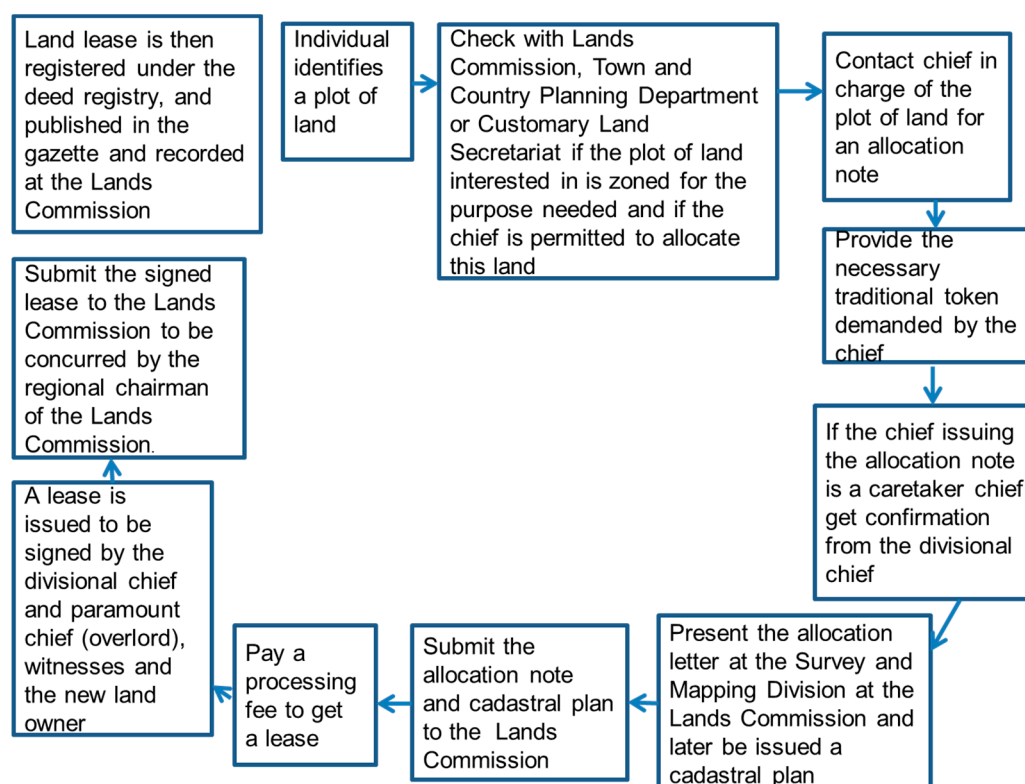 Land lease is then
registered under the
deed registry, and
published in the
gazette and recorded
at the Lands
Commission
Individual
identifies
a plot of
land
Check with Lands
Commission, Town and
Country Planning Department
or Customary Land
Secretariat if the plot of land
interested in is zoned for the
purpose needed and if the
chief is permitted to allocate
this land
Contact chief in
charge of the
plot of land for
an allocation
note
Provide the
necessary
traditional token
demanded by the
chief
If the chief issuing
the allocation note
is a caretaker chief
get confirmation
from the divisional
chief
Present the allocation
letter at the Survey and
Mapping Division at the
Lands Commission and
later be issued a
cadastral plan
Submit the
allocation note
and cadastral plan
to the Lands
Commission
Pay a
processing
fee to get
a lease
A lease is
issued to be
signed by the
divisional chief
and paramount
chief (overlord),
witnesses and
the new land
owner
Submit the signed
lease to the Lands
Commission to be
concurred by the
regional chairman
of the Lands
Commission.